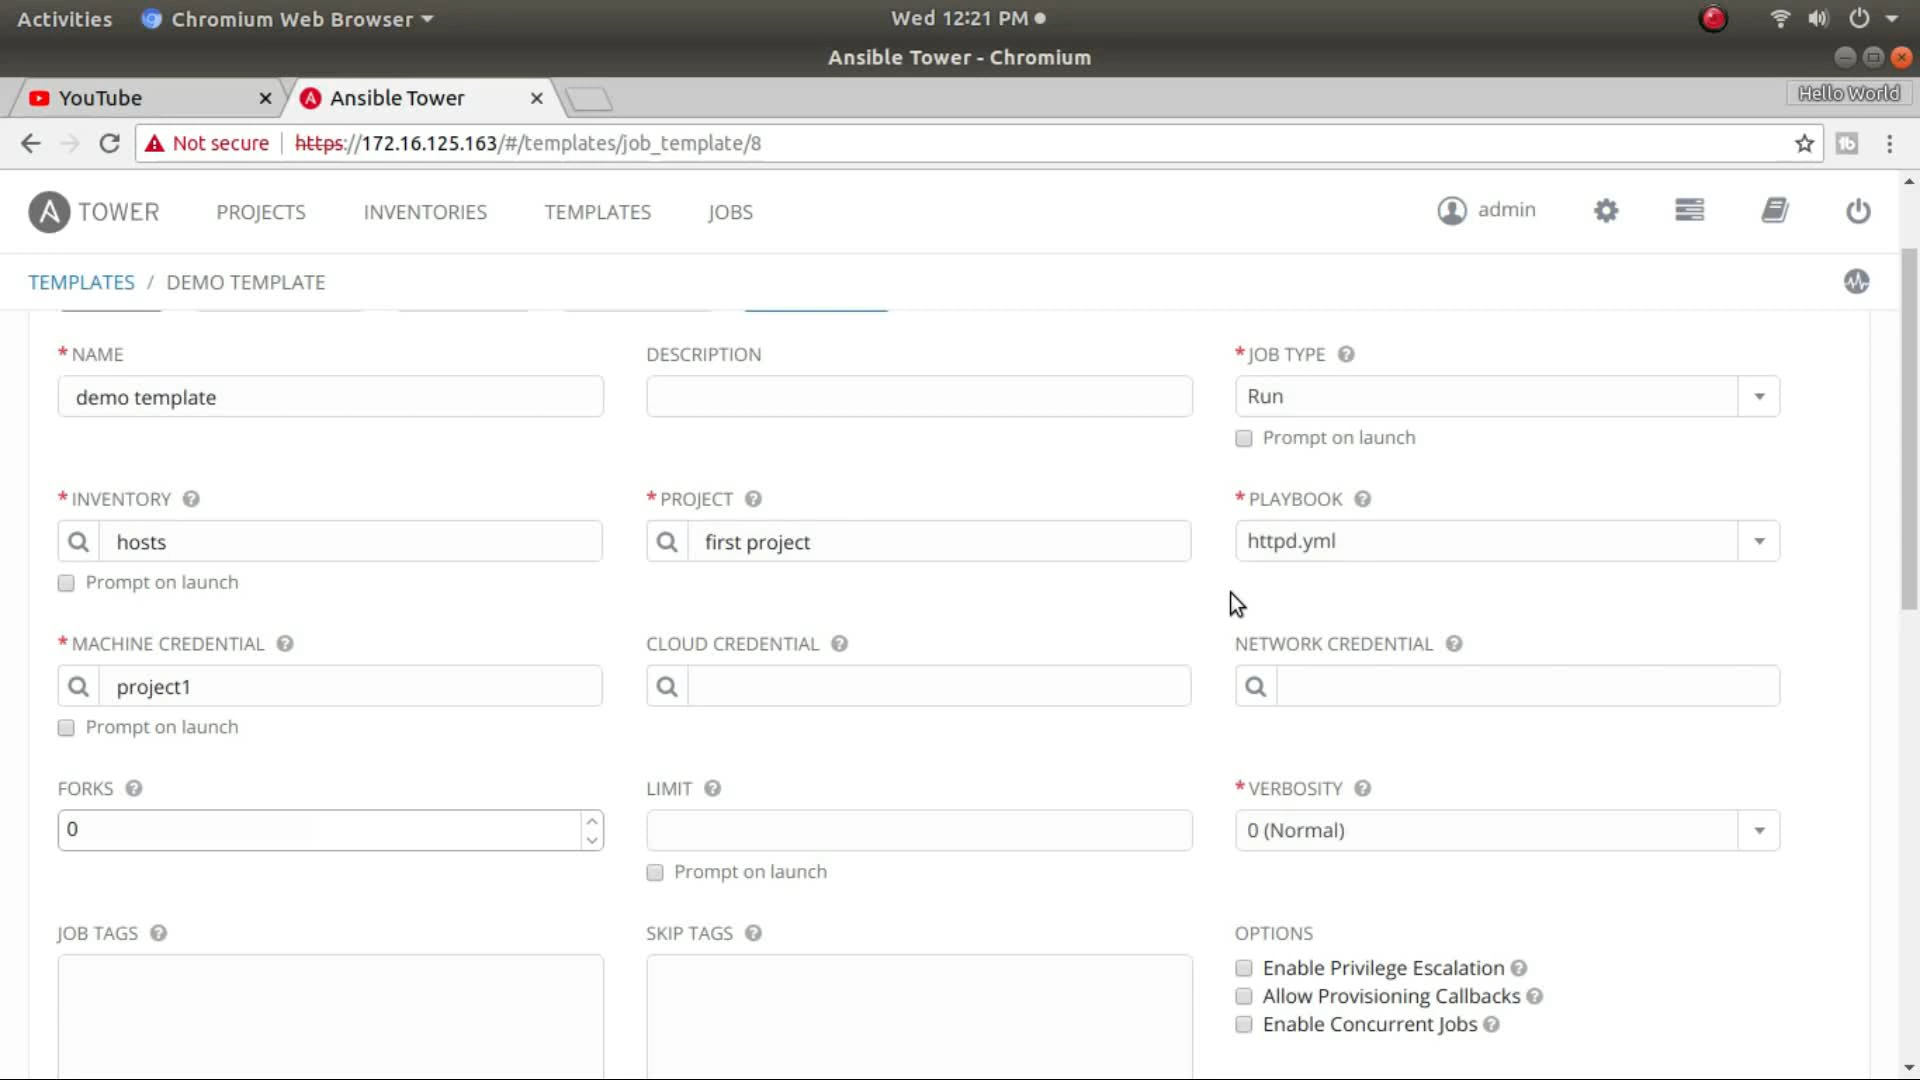 Activities Chromium Web Browser Wed 12:21 PM
Ansible Tower - Chromium
YouTube Ansible Tower Hello World
Not secure https://172.16.125.163/#/templates/job_template/8
A TOWER PROJECTS INVENTORIES TEMPLATES JOBS admin
TEMPLATES / DEMO TEMPLATE
* NAME DESCRIPTION * JOB TYPE ?
demo template Run
Prompt on launch
* INVENTORY ? * PROJECT ? * PLAYBOOK ?
hosts first project httpd.yml
Prompt on launch
* MACHINE CREDENTIAL ? CLOUD CREDENTIAL ? NETWORK CREDENTIAL ?
project1
Prompt on launch
FORKS ? LIMIT ? * VERBOSITY ?
0 0 (Normal)
Prompt on launch
JOB TAGS ? SKIP TAGS ? OPTIONS
Enable Privilege Escalation ?
Allow Provisioning Callbacks ?
Enable Concurrent Jobs ?